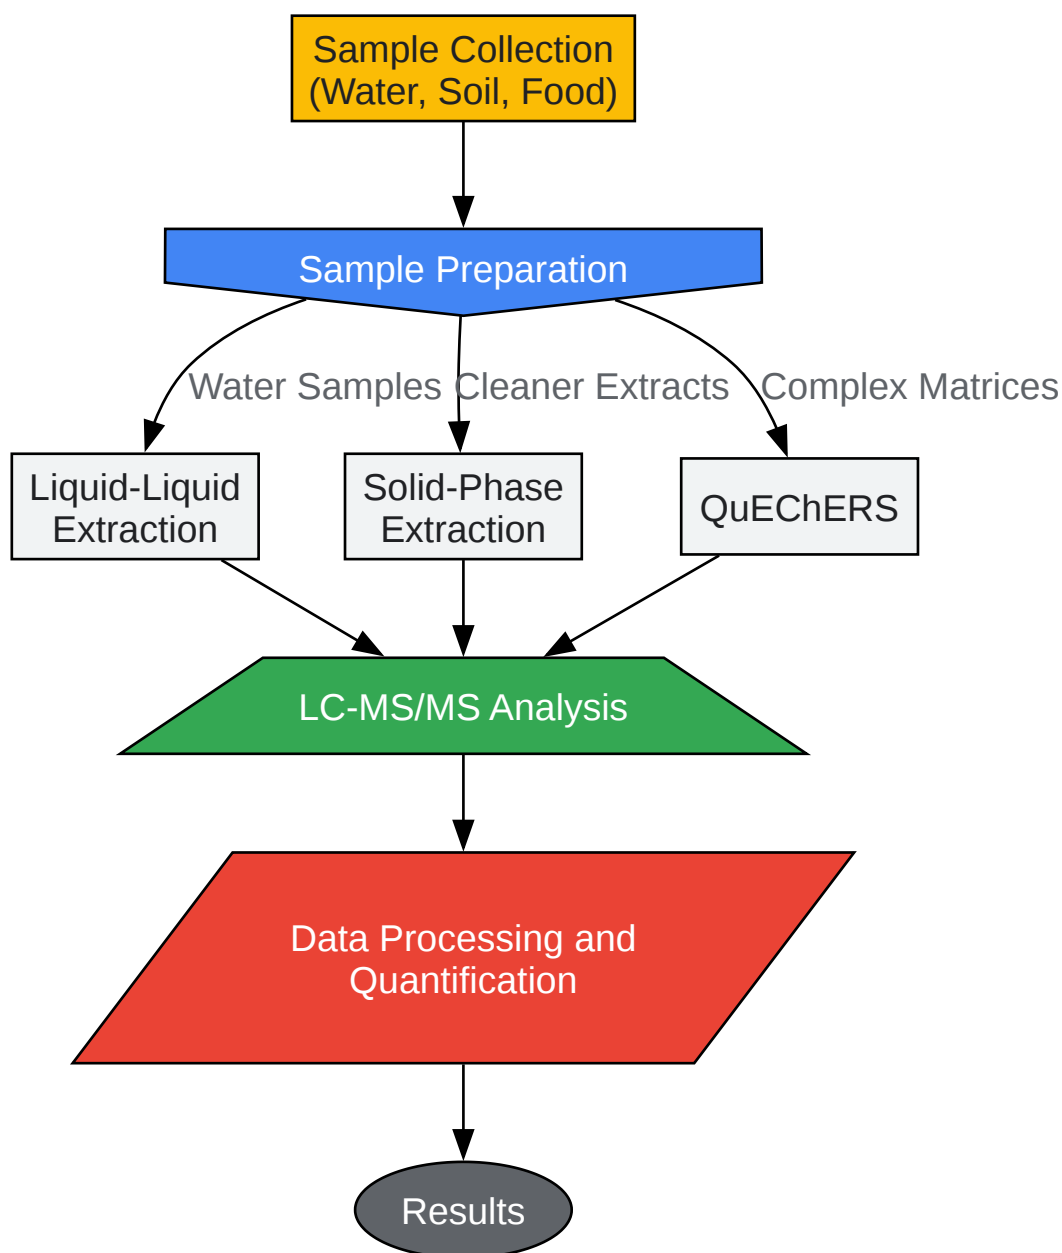 Sample Collection
(Water, Soil, Food)
Sample Preparation
Water Samples
Cleaner Extracts
Complex Matrices
Liquid-Liquid
Extraction
Solid-Phase
Extraction
QuEChERS
LC-MS/MS Analysis
Data Processing and
Quantification
Results